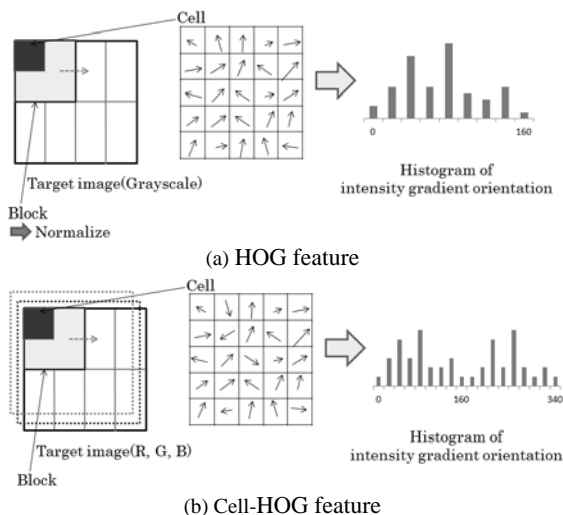 Cell
Target image(Grayscale)
Block
Normalize
0 160
Histogram of
intensity gradient orientation
(a) HOG feature
Cell
Target image(R, G, B)
Block
0 160 340
Histogram of
intensity gradient orientation
(b) Cell-HOG feature